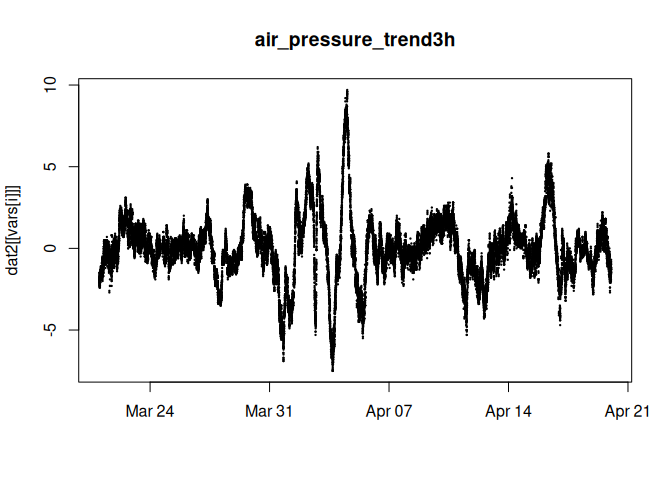 air_pressure_trend3h
dat2[[vars[i]]]
10
5
0
-5
Mar 24
Mar 31
Apr 07
Apr 14
Apr 21